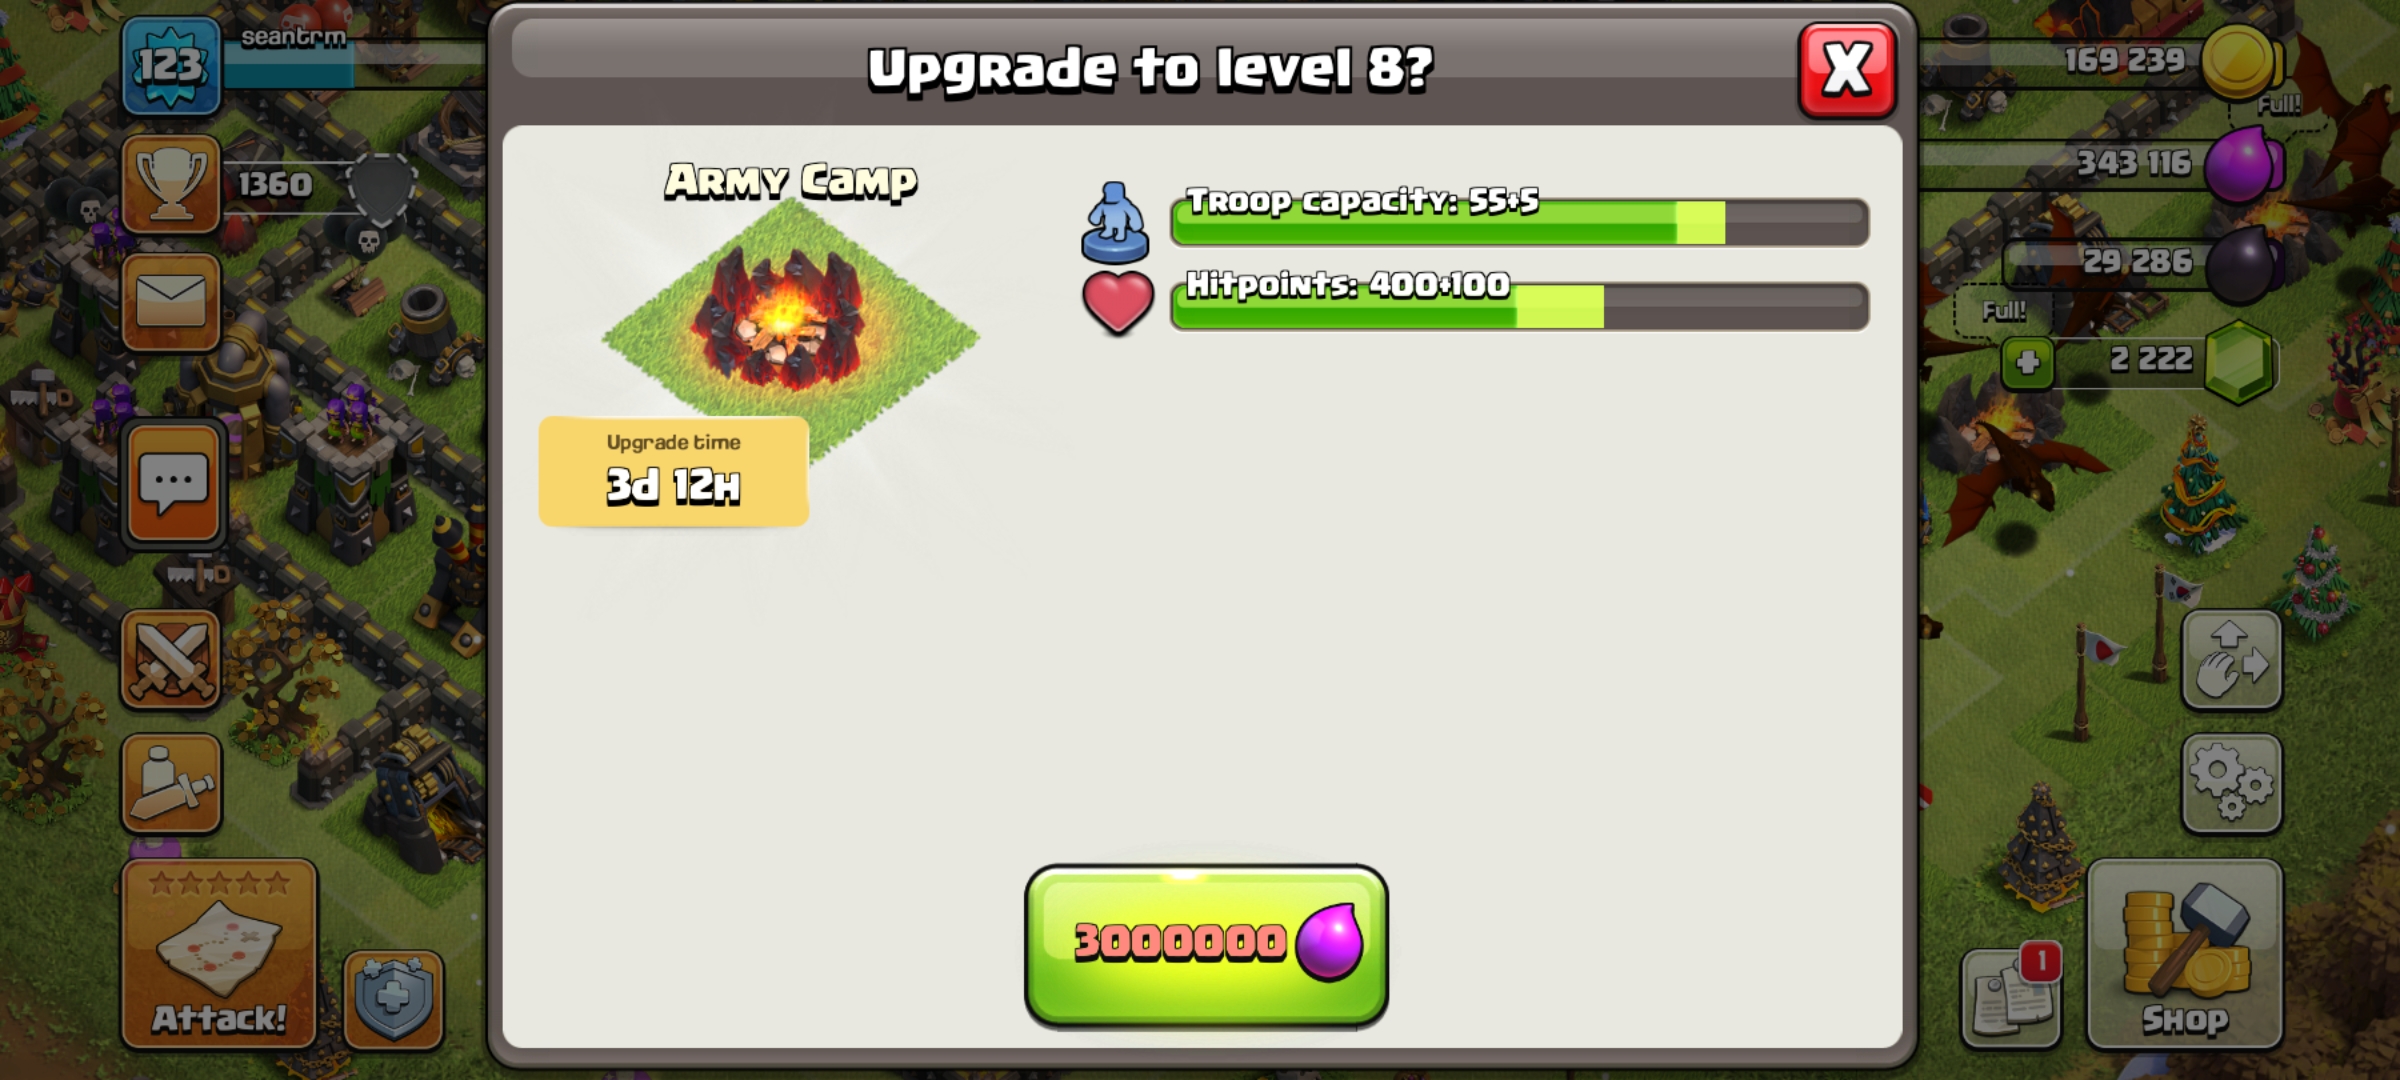 Upgrade to level 8?
X
123
seantrm
1360
Army Camp
Troop capacity: 55+5
Hitpoints: 400+100
Upgrade time
3d 12H
3000000
169 239
Full!
343 116
29 286
Full!
2 222
Attack!
1
Shop